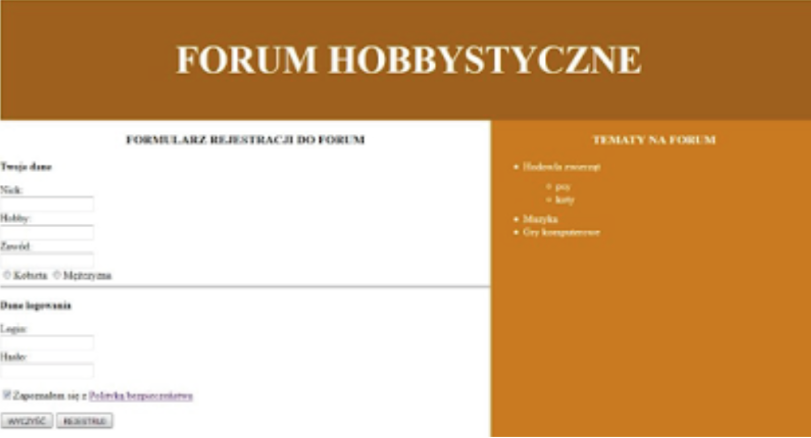 FORUM HOBBYSTYCZNE
FORMULARZ REJESTRACJI DO FORUM
Twoje dane
Nick:
Hobby:
Zawód:
Kobieta Mężczyzna
Dane logowania
Login:
Hasło:
Zapoznałem się z Polityką bezpieczeństwa
WYCZYŚĆ REJESTRUJ
TEMATY NA FORUM
Hodowla zwierząt
psy
koty
Muzyka
Gry komputerowe